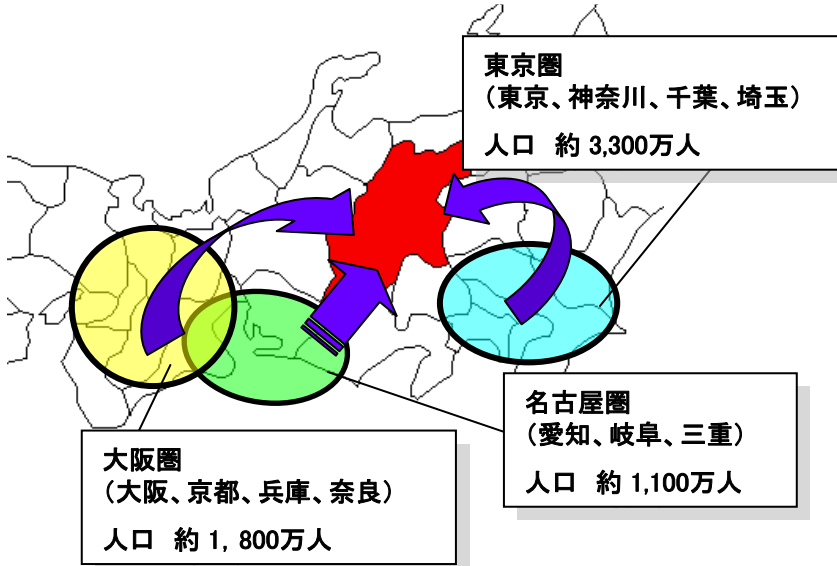 東京圏
(東京、神奈川、千葉、埼玉)
人口 約 3,300万人
名古屋圏
(愛知、岐阜、三重)
人口 約 1,100万人
大阪圏
(大阪、京都、兵庫、奈良)
人口 約 1, 800万人